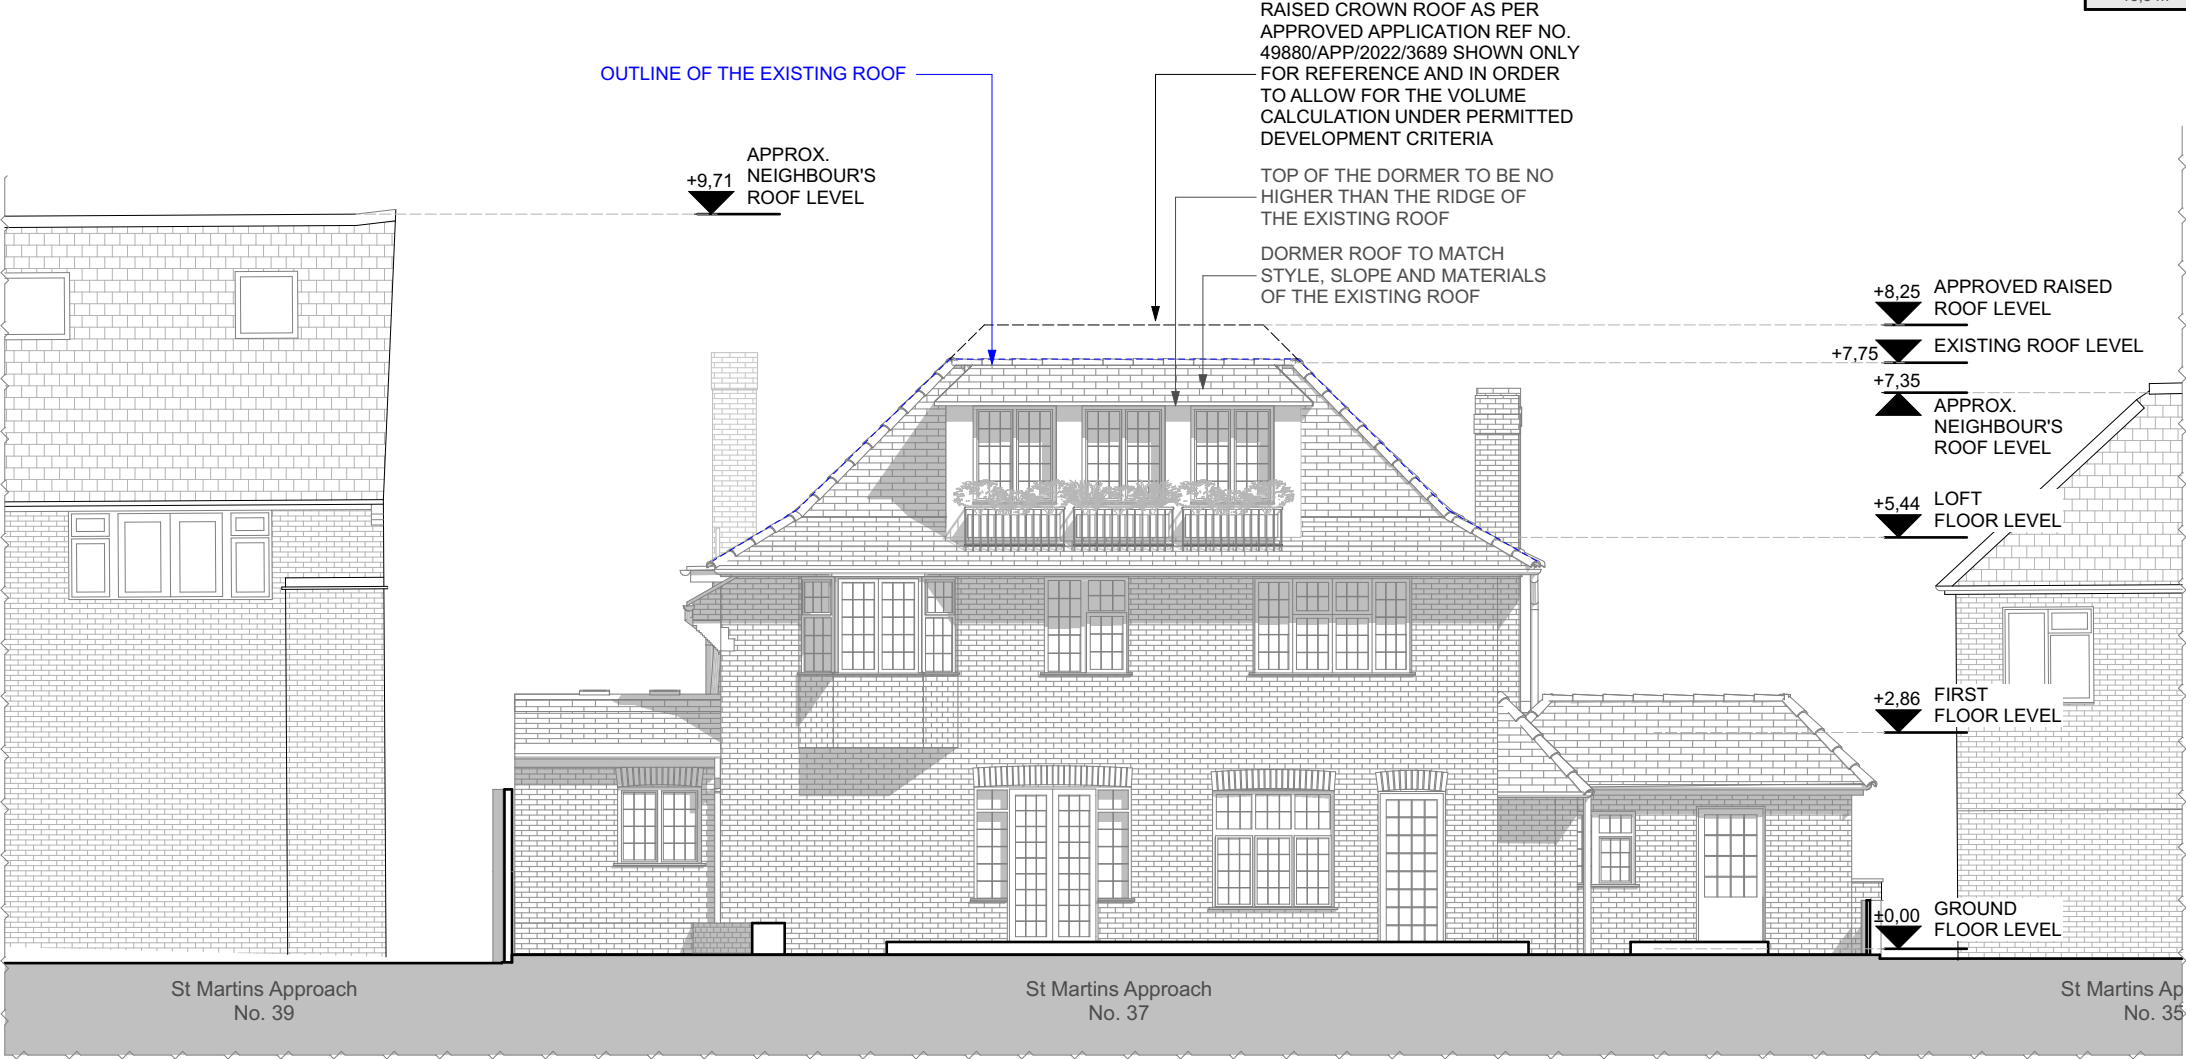 RAISED CROWN ROOF AS PER
APPROVED APPLICATION REF NO.
49880/APP/2022/3689 SHOWN ONLY
FOR REFERENCE AND IN ORDER
TO ALLOW FOR THE VOLUME
CALCULATION UNDER PERMITTED
DEVELOPMENT CRITERIA
OUTLINE OF THE EXISTING ROOF
APPROX.
NEIGHBOUR'S
ROOF LEVEL
+9,71
TOP OF THE DORMER TO BE NO
HIGHER THAN THE RIDGE OF
THE EXISTING ROOF
DORMER ROOF TO MATCH
STYLE, SLOPE AND MATERIALS
OF THE EXISTING ROOF
+8,25
APPROVED RAISED
ROOF LEVEL
+7,75
EXISTING ROOF LEVEL
+7,35
APPROX.
NEIGHBOUR'S
ROOF LEVEL
+5,44
LOFT
FLOOR LEVEL
+2,86
FIRST
FLOOR LEVEL
±0,00
GROUND
FLOOR LEVEL
St Martins Approach
No. 39
St Martins Approach
No. 37
St Martins Ap
No. 35